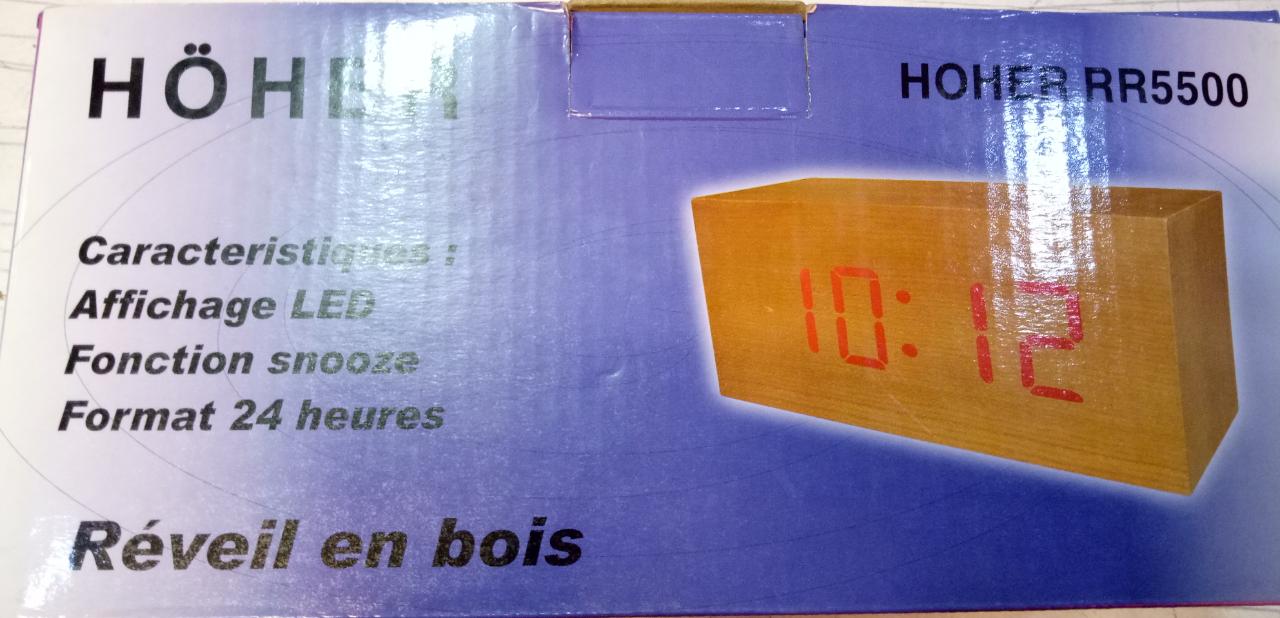 HÖHER
HOHER RR5500
Caracteristiques :
Affichage LED
Fonction snooze
Format 24 heures
Réveil en bois
10:12